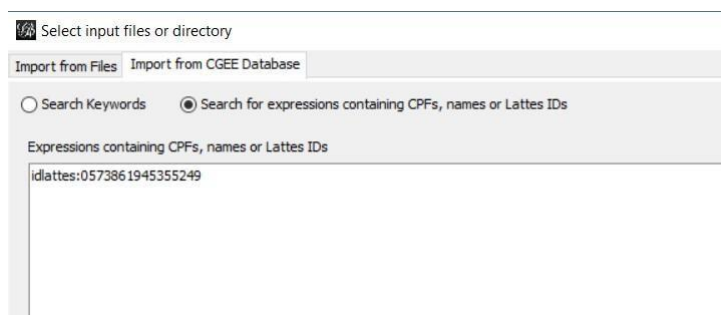 Select input files or directory
Import from Files Import from CGEE Database
Search Keywords Search for expressions containing CPFs, names or Lattes IDs
Expressions containing CPFs, names or Lattes IDs
idlattes:0573861945355249